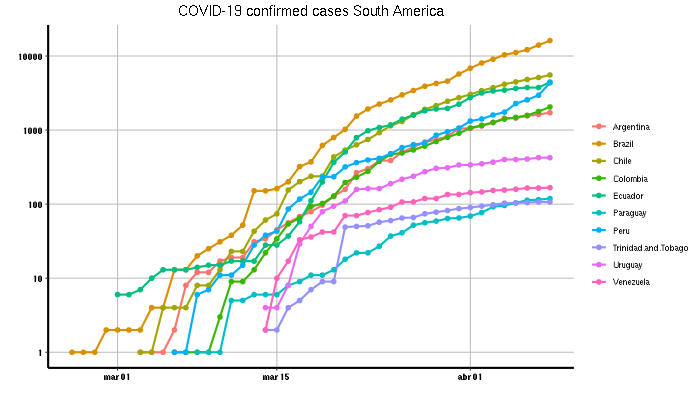 COVID-19 confirmed cases South America
10000
1000
100
10
1
mar 01
mar 15
abr 01
Argentina
Brazil
Chile
Colombia
Ecuador
Paraguay
Peru
Trinidad.and.Tobago
Uruguay
Venezuela